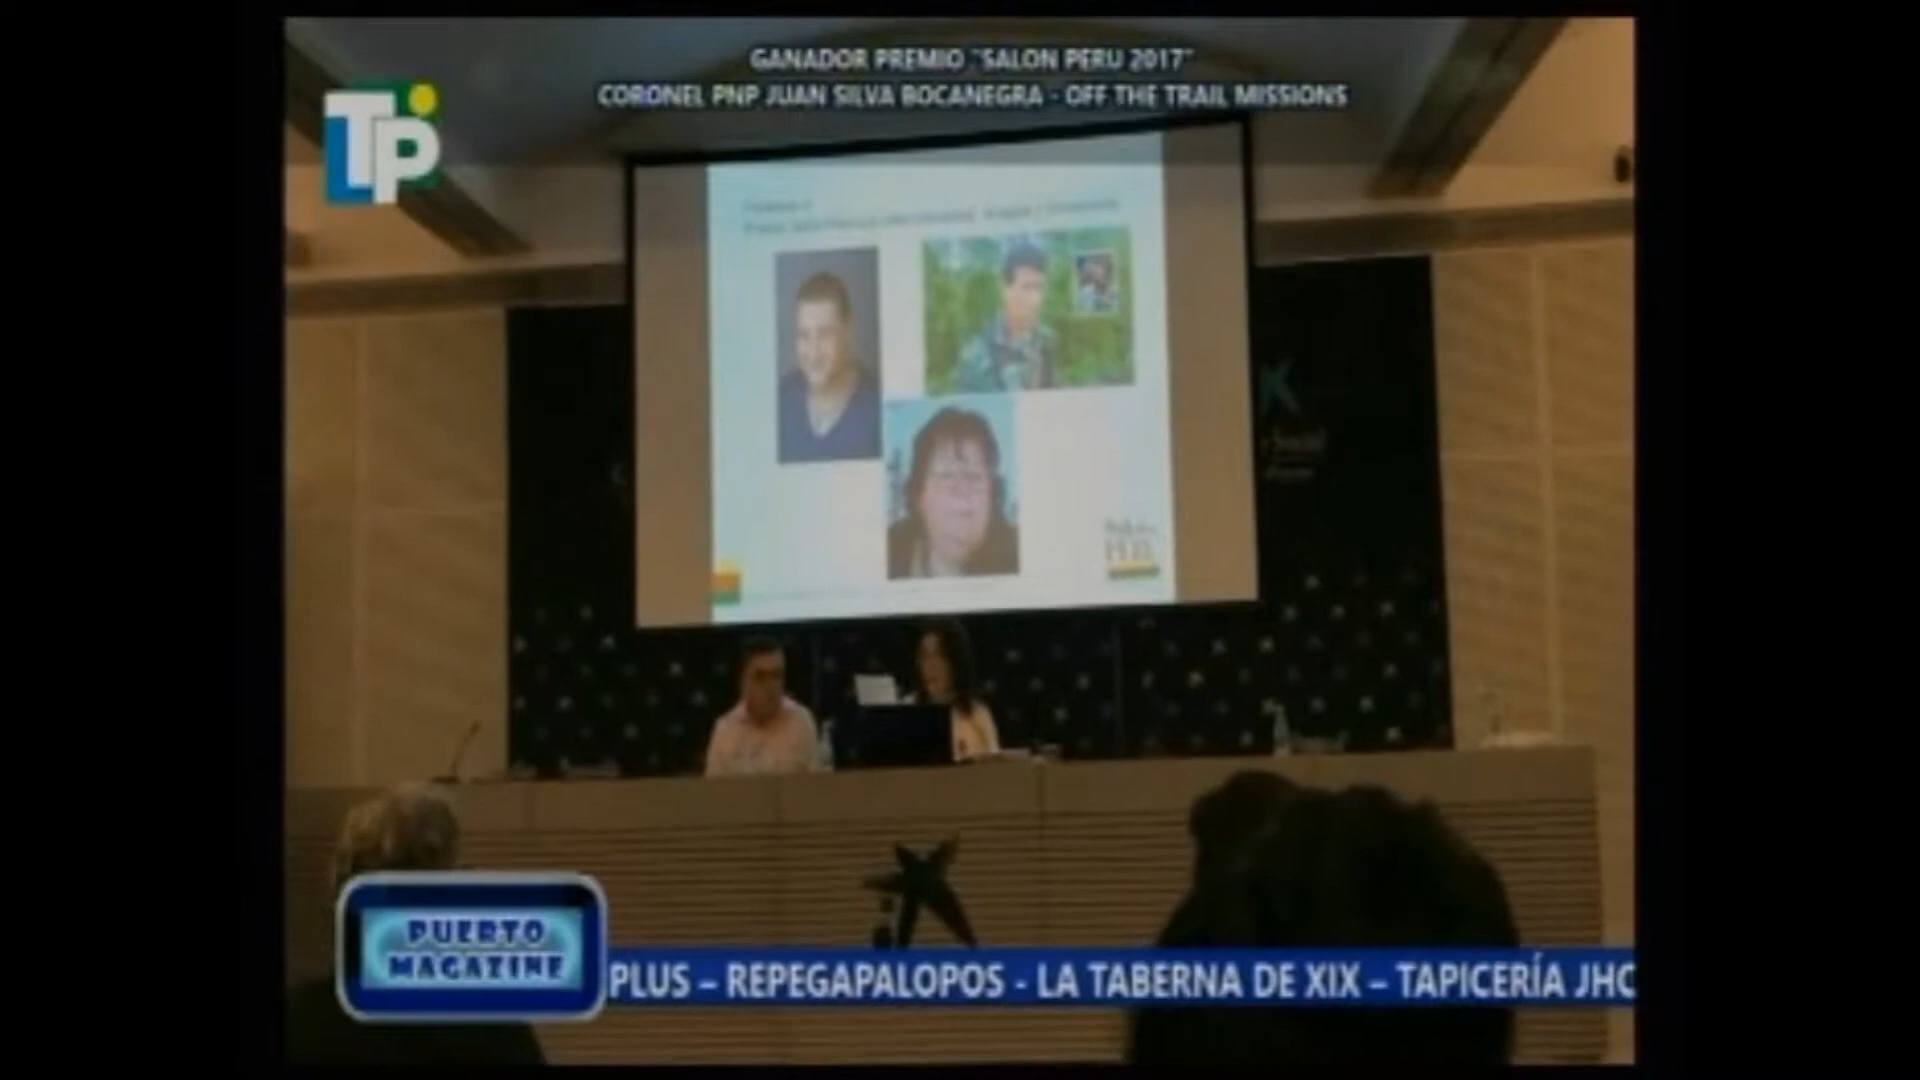 GANADOR PREMIO "SALON PERU 2017"
CORONEL PNP JUAN SILVA BOCANEGRA - OFF THE TRAIL MISSIONS
TP
PUERTO
MAGAZINE
PLUS – REPEGAPALOPOS - LA TABERNA DE XIX – TAPICERÍA JHC